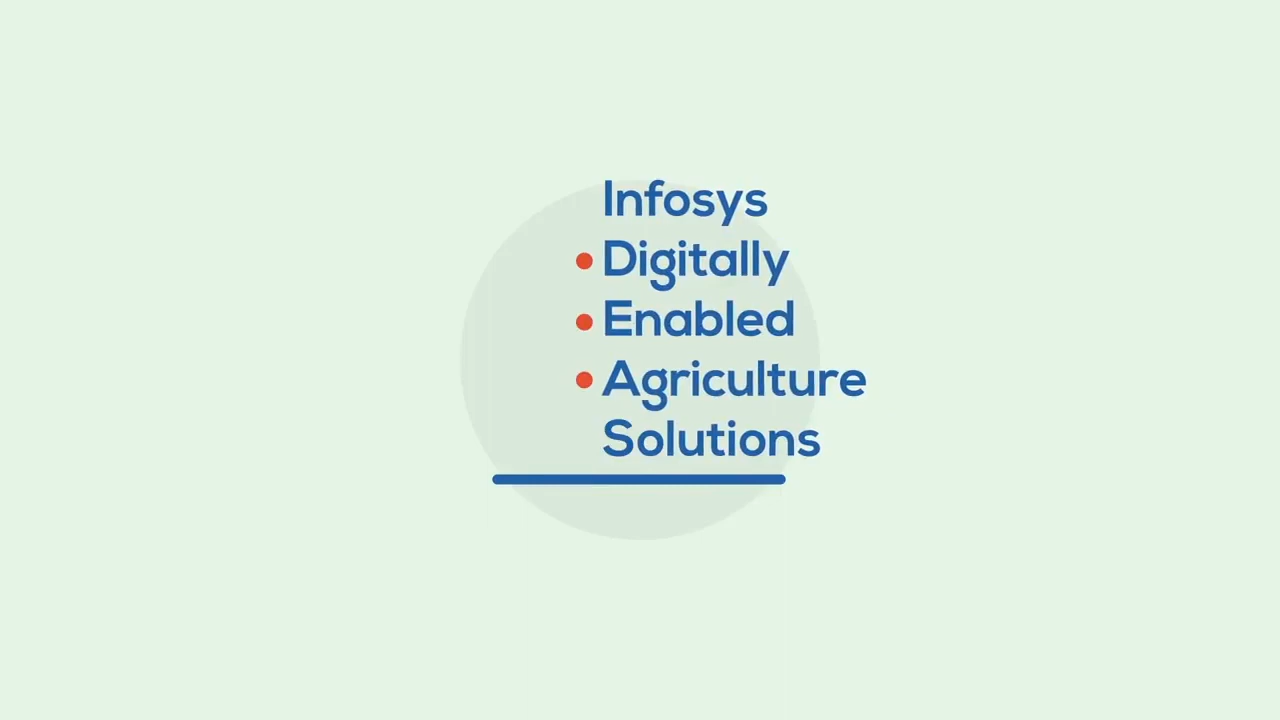 Infosys
• Digitally
• Enabled
• Agriculture
Solutions